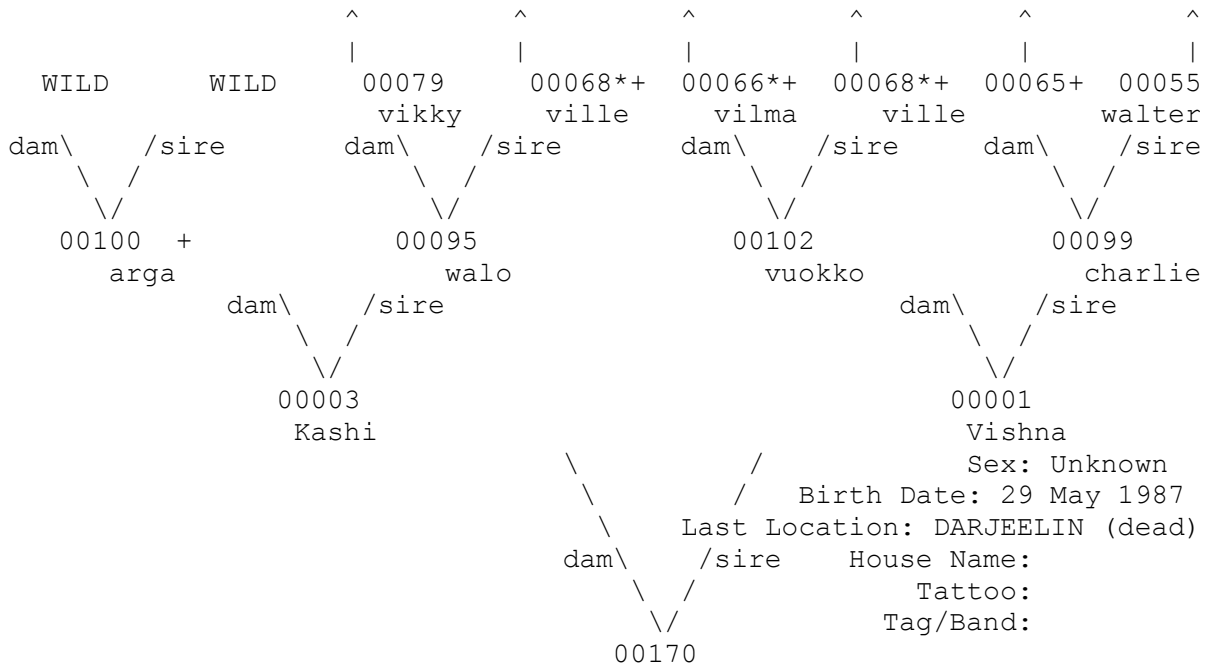 ^ ^ ^ ^ ^ ^
| | | | | |
WILD WILD 00079 00068*+ 00066*+ 00068*+ 00065+ 00055
vikky ville vilma ville walter
dam\ /sire dam\ /sire dam\ /sire dam\ /sire
\ / \ / \ / \ /
\/ \/ \/ \/
00100 + 00095 00102 00099
arga walo vuokko charlie
dam\ /sire dam\ /sire
\ / \ /
\/ \/
00003 00001
Kashi Vishna
\ / Sex: Unknown
\ / Birth Date: 29 May 1987
\ Last Location: DARJEELIN (dead)
dam\ /sire House Name:
\ / Tattoo:
\/ Tag/Band:
00170